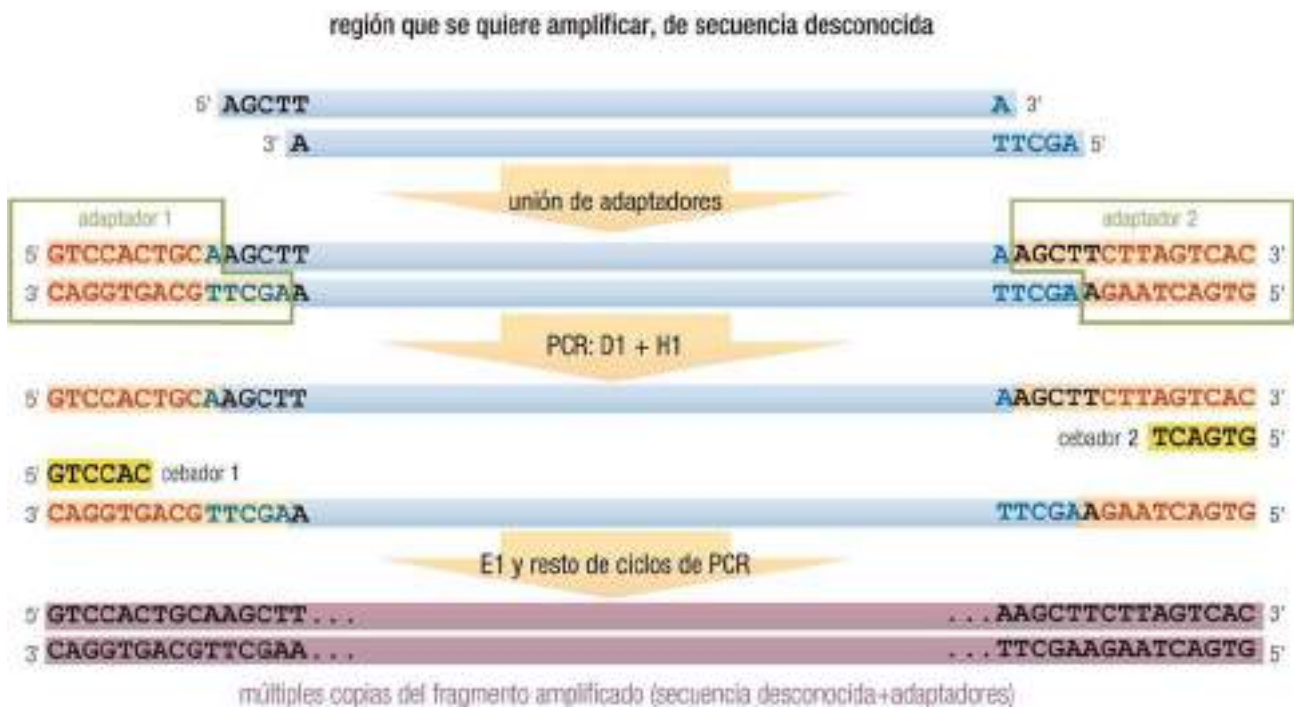 región que se quiere amplificar, de secuencia desconocida
5' AGCTT A 3'
3' A TTCGA 5'
unión de adaptadores
adaptador 1 adaptador 2
5' GTCCACTGCAAGCTT AAGCTTCTTAGTCAC 3'
3' CAGGTGACGTTCGAA TTCGAAGAATCAGTG 5'
PCR: D1 + H1
5' GTCCACTGCAAGCTT AAGCTTCTTAGTCAC 3'
cebador 2 TCAGTG 5'
5' GTCCAC cebador 1
3' CAGGTGACGTTCGAA TTCGAAGAATCAGTG 5'
E1 y resto de ciclos de PCR
5' GTCCACTGCAAGCTT... ...AAGCTTCTTAGTCAC 3'
3' CAGGTGACGTTCGAA... ...TTCGAAGAATCAGTG 5'
múltiples copias del fragmento amplificado (secuencia desconocida+adaptadores)